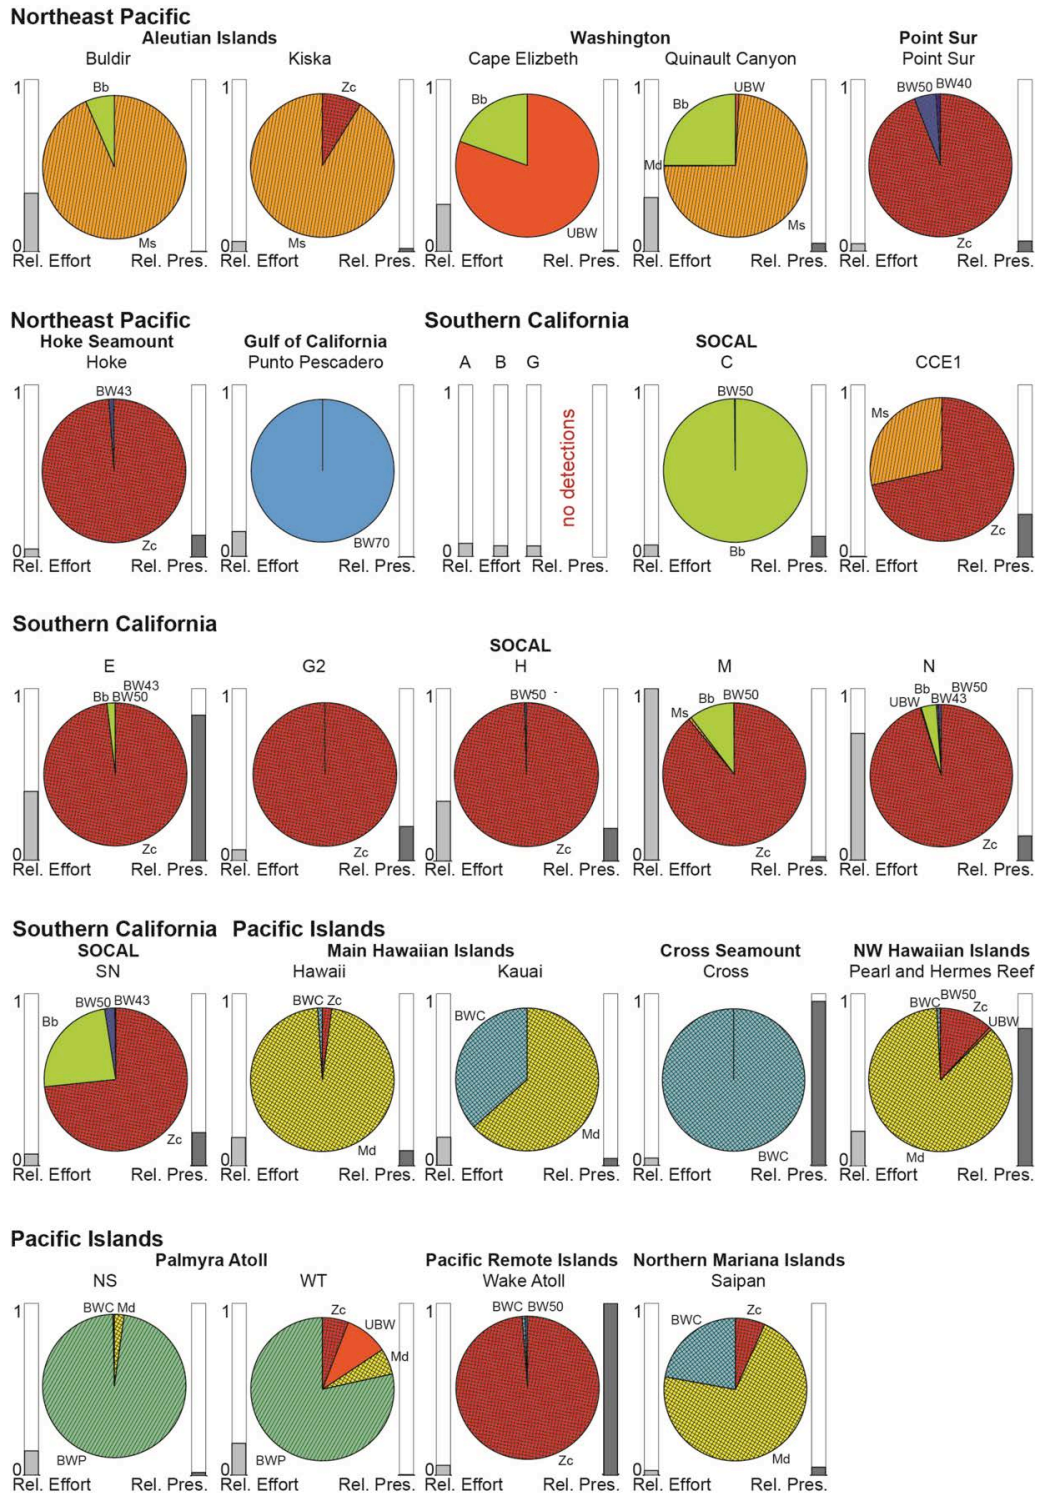 Northeast Pacific
Aleutian Islands Washington Point Sur
Buldir Kiska Cape Elizbeth Quinault Canyon Point Sur
1 Bb 1 Zc 1 Bb 1 Bb UBW 1 BW50 BW40
Md
0 Ms 0 Ms 0 UBW 0 Ms 0 Zc
Rel. Effort Rel. Pres. Rel. Effort Rel. Pres. Rel. Effort Rel. Pres. Rel. Effort Rel. Pres. Rel. Effort Rel. Pres.
Northeast Pacific Southern California
Hoke Seamount Gulf of California SOCAL
Hoke Punto Pescadero A B G C CCE1
1 BW43 1 1 1 BW50 1 Ms
no detections
0 Zc 0 BW70 0 0 Bb 0 Zc
Rel. Effort Rel. Pres. Rel. Effort Rel. Pres. Rel. Effort Rel. Pres. Rel. Effort Rel. Pres. Rel. Effort Rel. Pres.
Southern California
SOCAL
E G2 H M N
BW43 BW50
1 Bb BW50 1 1 BW50 - 1 Ms Bb BW50 1 UBW Bb BW43
0 Zc 0 Zc 0 Zc 0 Zc 0 Zc
Rel. Effort Rel. Pres. Rel. Effort Rel. Pres. Rel. Effort Rel. Pres. Rel. Effort Rel. Pres. Rel. Effort Rel. Pres.
Southern California Pacific Islands
SOCAL Main Hawaiian Islands Cross Seamount NW Hawaiian Islands
SN Hawaii Kauai Cross Pearl and Hermes Reef
1 Bb BW50 BW43 1 BWC Zc 1 BWC 1 1 BWC BW50 Zc UBW
0 Zc 0 Md 0 Md 0 BWC 0 Md
Rel. Effort Rel. Pres. Rel. Effort Rel. Pres. Rel. Effort Rel. Pres. Rel. Effort Rel. Pres. Rel. Effort Rel. Pres.
Pacific Islands
Palmyra Atoll Pacific Remote Islands Northern Mariana Islands
NS WT Wake Atoll Saipan
1 BWC Md 1 Zc UBW Md 1 BWC BW50 1 BWC Zc
0 BWP 0 BWP 0 Zc 0 Md
Rel. Effort Rel. Pres. Rel. Effort Rel. Pres. Rel. Effort Rel. Pres. Rel. Effort Rel. Pres.